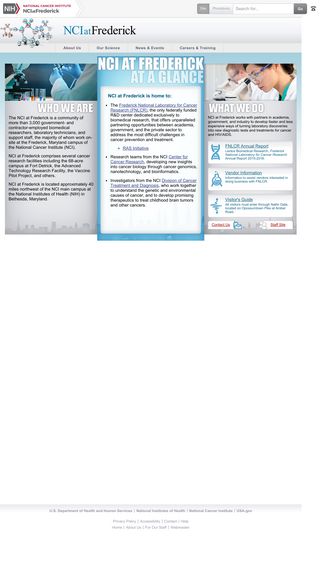 NIH NATIONAL CANCER INSTITUTE
NCIatFrederick
Site
Search for...
Go
NCIatFrederick
About Us
Our Science
News & Events
Careers & Training
WHO WE ARE
The NCI at Frederick is a community of
more than 3,000 government- and
contractor-employed biomedical
researchers, laboratory technicians, and
support staff, the majority of whom work on-
site at the Frederick, Maryland campus of
the National Cancer Institute (NCI).
NCI at Frederick comprises several cancer
research facilities including the 68-acre
campus at Fort Detrick, the Advanced
Technology Research Facility, the Vaccine
Pilot Project, and others.
NCI at Frederick is located approximately 40
miles northwest of the NCI main campus at
the National Institutes of Health (NIH) in
Bethesda, Maryland.
NCI AT FREDERICK
AT A GLANCE
NCI at Frederick is home to:
The Frederick National Laboratory for Cancer
Research (FNLCR), the only federally funded
R&D center dedicated exclusively to
biomedical research, that offers unparalleled
partnering opportunities between academia,
government, and the private sector to
address the most difficult challenges in
cancer treatment and prevention.
RAS Initiative
Research teams from the NCI Center for
Cancer Research, developing new insights
into cancer biology through genomics,
nanotechnology, and bioinformatics.
Investigators from the NCI Division of Cancer
Treatment and Diagnosis, who work together
to understand the genetic and environmental
causes of cancer, and to develop promising
therapeutics to treat childhood brain tumors
and other cancers.
WHAT WE DO
NCI at Frederick works with partners in academia,
government, and industry to develop faster and less
expensive ways of turning laboratory discoveries
into new diagnostic tests and treatments for cancer
and HIV/AIDS.
FNLCR Annual Report
Leidos Biomedical Research, Frederick
National Laboratory for Cancer Research
Annual Report
Vendor Information
Information to assist vendors interested in
doing business with FNLCR.
Visitor's Guide
All visitors must enter through Nallin Gate,
located on Opossumtown Pike at Amber
Road.
Contact Us
Staff Site
U.S. Department of Health and Human Services | National Institutes of Health | National Cancer Institute | USA.gov
Privacy Policy | Accessibility | Contact | Help
Home | About Us | For Our Staff | Webmaster